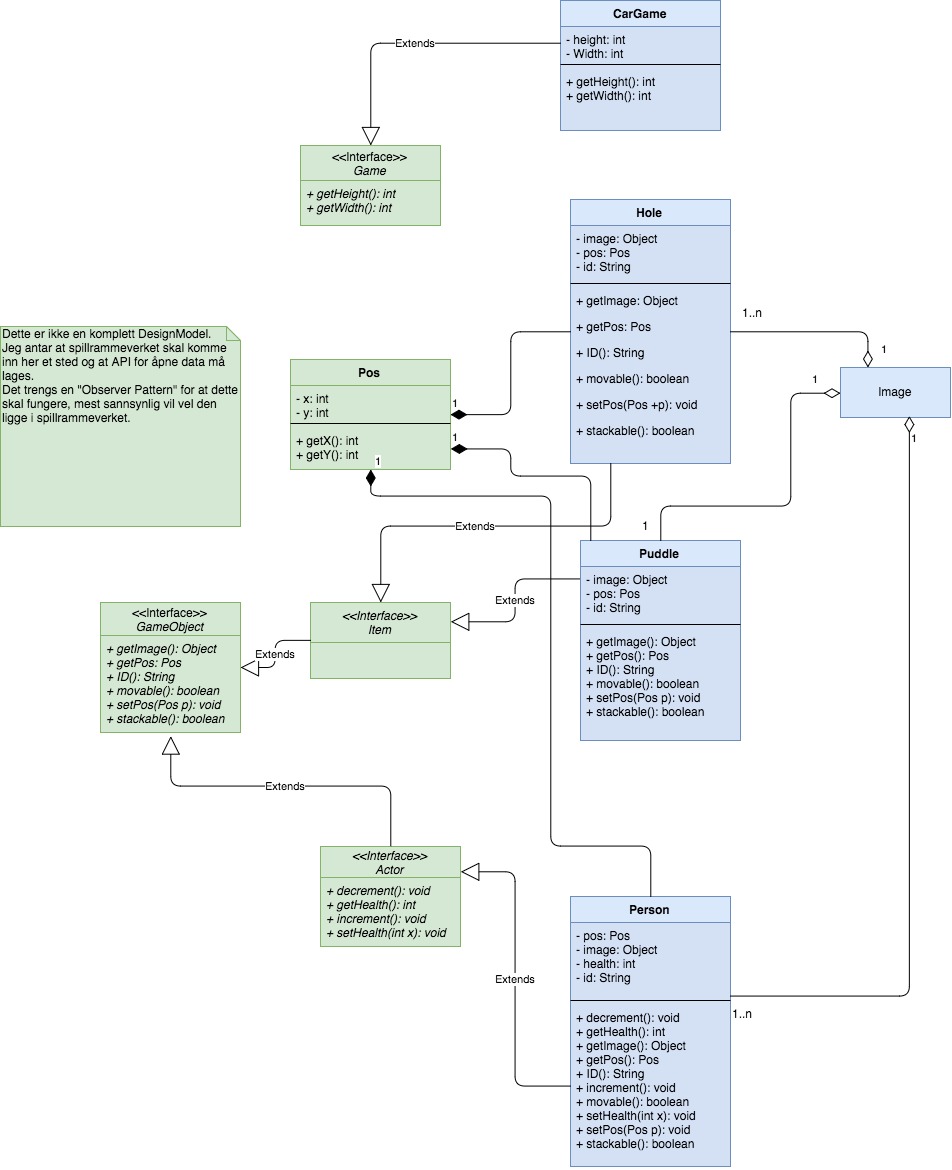 CarGame
- height: int
- Width: int
+ getHeight(): int
+ getWidth(): int
Extends
<<Interface>>
Game
+ getHeight(): int
+ getWidth(): int
Hole
- image: Object
- pos: Pos
- id: String
+ getImage: Object
+ getPos: Pos
+ ID(): String
+ movable(): boolean
+ setPos(Pos +p): void
+ stackable(): boolean
1..n
1
Image
1
1
Dette er ikke en komplett DesignModel.
Jeg antar at spillrammeverket skal komme
inn her et sted og at API for åpne data må
lages.
Det trengs en "Observer Pattern" for at dette
skal fungere, mest sannsynlig vil vel den
ligge i spillrammeverket.
Pos
- x: int
- y: int
+ getX(): int
+ getY(): int
1
1
1
Extends
1
Puddle
- image: Object
- pos: Pos
- id: String
+ getImage(): Object
+ getPos(): Pos
+ ID(): String
+ movable(): boolean
+ setPos(Pos p): void
+ stackable(): boolean
Extends
<<Interface>>
Item
Extends
<<Interface>>
GameObject
+ getImage(): Object
+ getPos: Pos
+ ID(): String
+ movable(): boolean
+ setPos(Pos p): void
+ stackable(): boolean
Extends
<<Interface>>
Actor
+ decrement(): void
+ getHealth(): int
+ increment(): void
+ setHealth(int x): void
Extends
Person
- pos: Pos
- image: Object
- health: int
- id: String
+ decrement(): void
+ getHealth(): int
+ getImage(): Object
+ getPos(): Pos
+ ID(): String
+ increment(): void
+ movable(): boolean
+ setHealth(int x): void
+ setPos(Pos p): void
+ stackable(): boolean
1..n